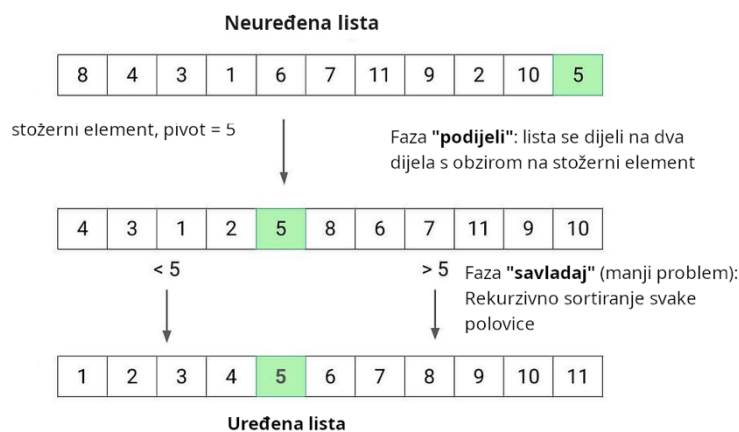 Neuređena lista
8 4 3 1 6 7 11 9 2 10 5
stožerni element, pivot = 5
Faza "podijeli": lista se dijeli na dva
dijela s obzirom na stožerni element
4 3 1 2 5 8 6 7 11 9 10
< 5
> 5
Faza "savladaj" (manji problem):
Rekurzivno sortiranje svake
polovice
1 2 3 4 5 6 7 8 9 10 11
Uređena lista